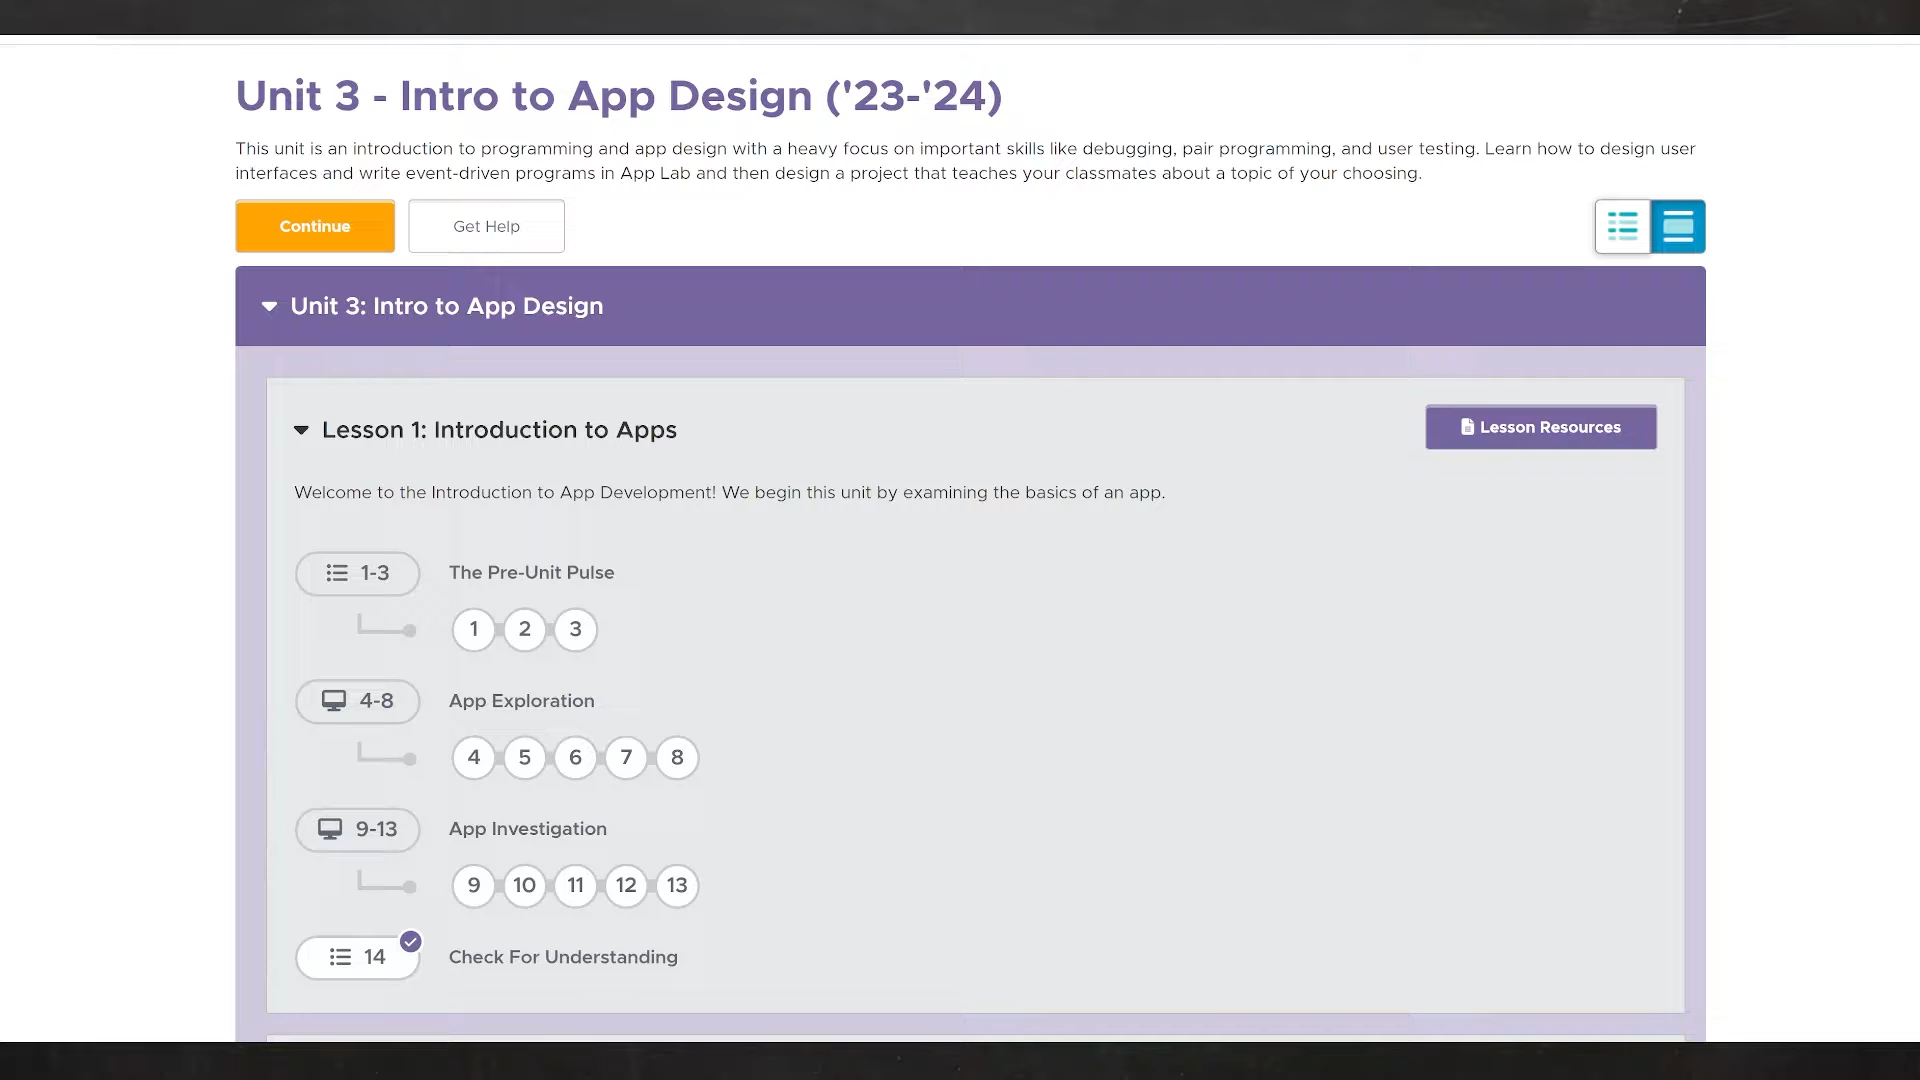 Unit 3 - Intro to App Design ('23-'24)
This unit is an introduction to programming and app design with a heavy focus on important skills like debugging, pair programming, and user testing. Learn how to design user
interfaces and write event-driven programs in App Lab and then design a project that teaches your classmates about a topic of your choosing.
Continue
Get Help
Unit 3: Intro to App Design
Lesson 1: Introduction to Apps
Lesson Resources
Welcome to the Introduction to App Development! We begin this unit by examining the basics of an app.
1-3 The Pre-Unit Pulse
1 2 3
4-8 App Exploration
4 5 6 7 8
9-13 App Investigation
9 10 11 12 13
14 Check For Understanding